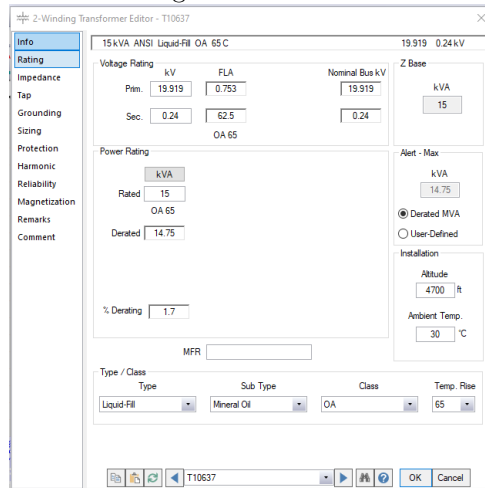 2-Winding Transformer Editor - T10637
Info
Rating
Impedance
Tap
Grounding
Sizing
Protection
Harmonic
Reliability
Magnetization
Remarks
Comment
15 kVA ANSI Liquid-Fill OA 65 C 19.919 0.24 kV
Voltage Rating
kV FLA Nominal Bus kV
Prim. 19.919 0.753 19.919
Sec. 0.24 62.5 0.24
OA 65
Z Base
kVA
15
Power Rating
kVA
Rated 15
OA 65
Derated 14.75
% Derating 1.7
Alert - Max
kVA
14.75
Derated MVA
User-Defined
Installation
Altitude
4700 ft
Ambient Temp.
30 °C
MFR
Type / Class
Type Sub Type Class Temp. Rise
Liquid-Fill Mineral Oil OA 65
T10637 ? OK Cancel